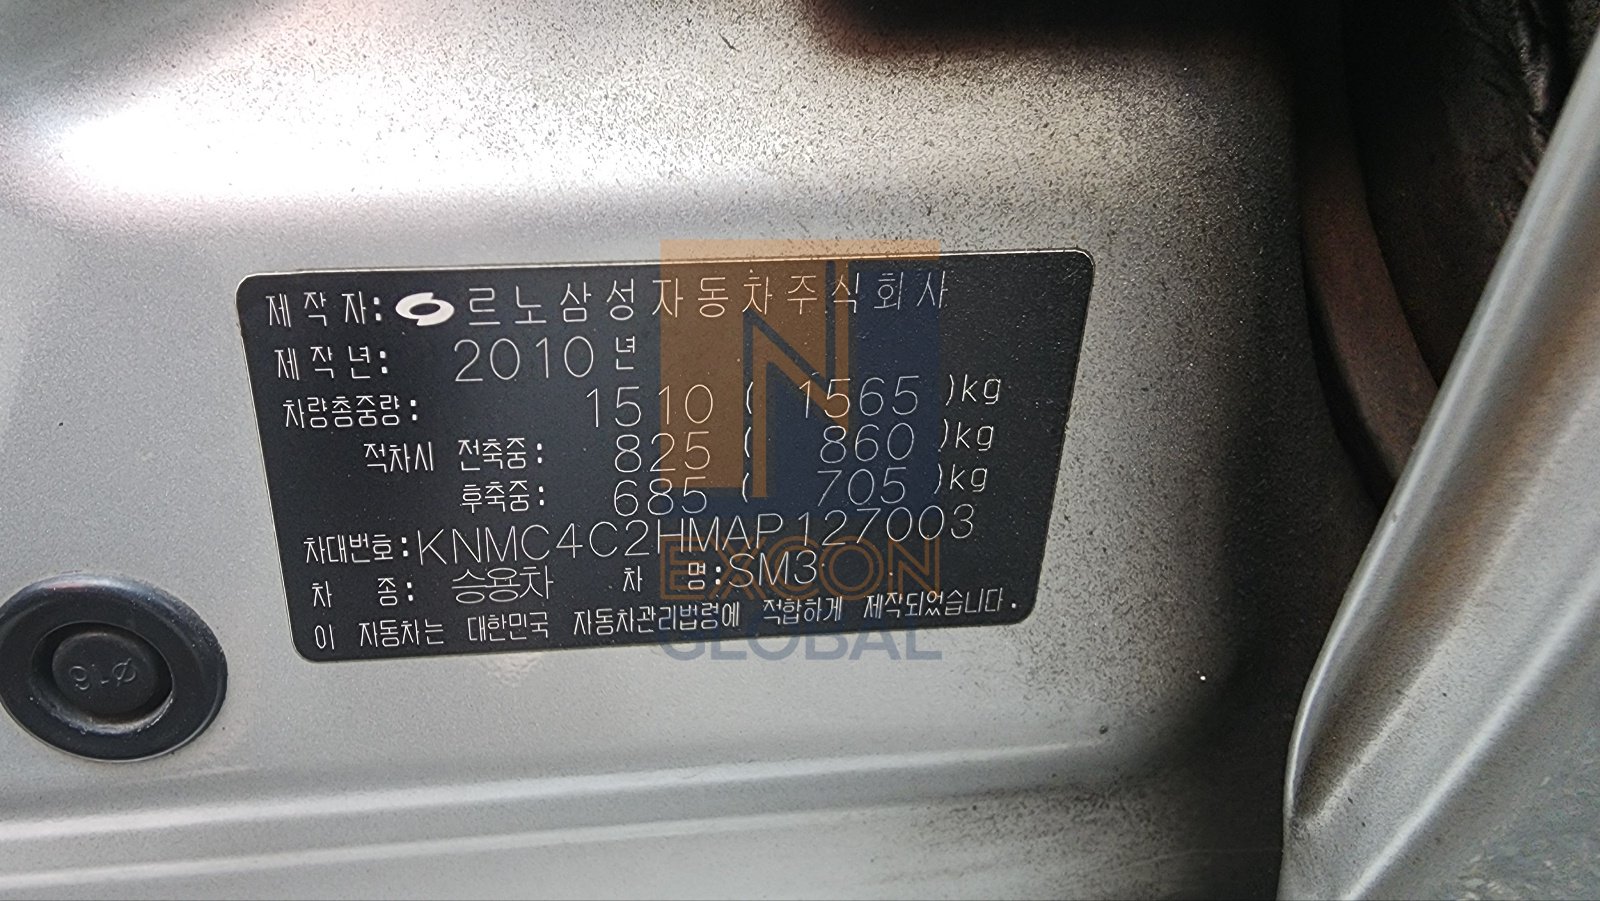 제작자: 르노삼성자동차주식회사
제작년: 2010년
차량총중량: 1510 ( 1565 )kg
적차시 전축중: 825 ( 860 )kg
후축중: 685 ( 705 )kg
차대번호: KNMC4C2HMAP127003
차 종: 승용차 차 명: SM3
이 자동차는 대한민국 자동차관리법령에 적합하게 제작되었습니다.
Ø16
N
EXCON
GLOBAL